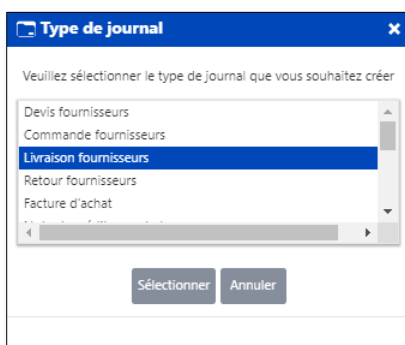 Type de journal
Veuillez sélectionner le type de journal que vous souhaitez créer
Devis fournisseurs
Commande fournisseurs
Livraison fournisseurs
Retour fournisseurs
Facture d'achat
Sélectionner
Annuler